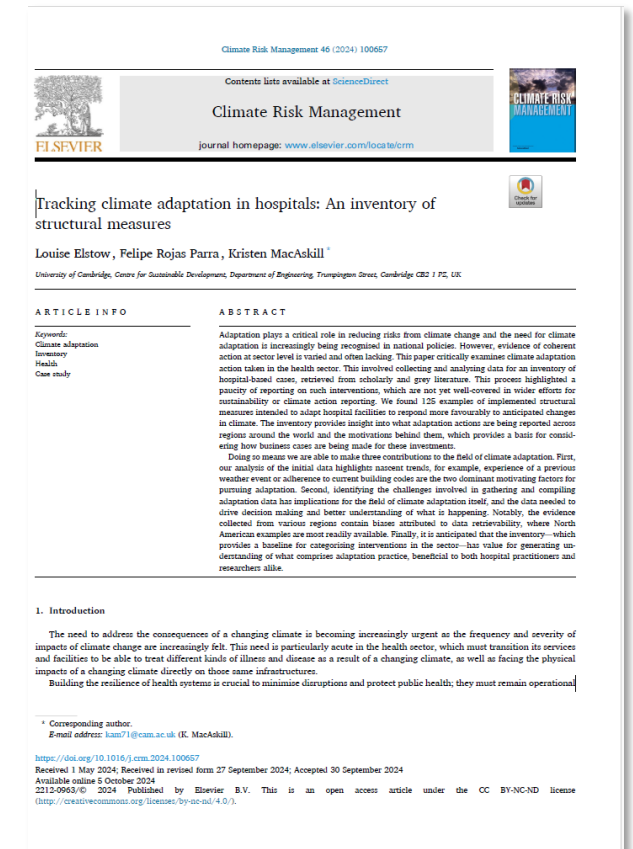 Climate Risk Management 46 (2024) 100657
Contents lists available at ScienceDirect
Climate Risk Management
journal homepage: www.elsevier.com/locate/crm
ELSEVIER
CLIMATE RISK
MANAGEMENT
Check for
updates
Tracking climate adaptation in hospitals: An inventory of
structural measures
Louise Elstow, Felipe Rojas Parra, Kristen MacAskill *
University of Cambridge, Centre for Sustainable Development, Department of Engineering, Trumpington Street, Cambridge CB2 1 PZ, UK
ARTICLE INFO
Keywords:
Climate adaptation
Inventory
Health
Case study
ABSTRACT
Adaptation plays a critical role in reducing risks from climate change and the need for climate
adaptation is increasingly being recognised in national policies. However, evidence of coherent
action at sector level is varied and often lacking. This paper critically examines climate adaptation
action taken in the health sector. This involved collecting and analysing data for an inventory of
hospital-based cases, retrieved from scholarly and grey literature. This process highlighted a
paucity of reporting on such interventions, which are not yet well-covered in wider efforts for
sustainability or climate action reporting. We found 125 examples of implemented structural
measures intended to adapt hospital facilities to respond more favourably to anticipated changes
in climate. The inventory provides insight into what adaptation actions are being reported across
regions around the world and the motivations behind them, which provides a basis for consid-
ering how business cases are being made for these investments.
Doing so means we are able to make three contributions to the field of climate adaptation. First,
our analysis of the initial data highlights nascent trends, for example, experience of a previous
weather event or adherence to current building codes are the two dominant motivating factors for
pursuing adaptation. Second, identifying the challenges involved in gathering and compiling
adaptation data has implications for the field of climate adaptation itself, and the data needed to
drive decision making and better understanding of what is happening. Notably, the evidence
collected from various regions contain biases attributed to data retrievability, where North
American examples are most readily available. Finally, it is anticipated that the inventory—which
provides a baseline for categorising interventions in the sector—has value for generating un-
derstanding of what comprises adaptation practice, beneficial to both hospital practitioners and
researchers alike.
1. Introduction
The need to address the consequences of a changing climate is becoming increasingly urgent as the frequency and severity of
impacts of climate change are increasingly felt. This need is particularly acute in the health sector, which must transition its services
and facilities to be able to treat different kinds of illness and disease as a result of a changing climate, as well as facing the physical
impacts of a changing climate directly on those same infrastructures.
Building the resilience of health systems is crucial to minimise disruptions and protect public health; they must remain operational
* Corresponding author.
E-mail address: kam71@cam.ac.uk (K. MacAskill).
https://doi.org/10.1016/j.crm.2024.100657
Received 1 May 2024; Received in revised form 27 September 2024; Accepted 30 September 2024
Available online 5 October 2024
2212-0963/© 2024 Published by Elsevier B.V. This is an open access article under the CC BY-NC-ND license
(http://creativecommons.org/licenses/by-nc-nd/4.0/).